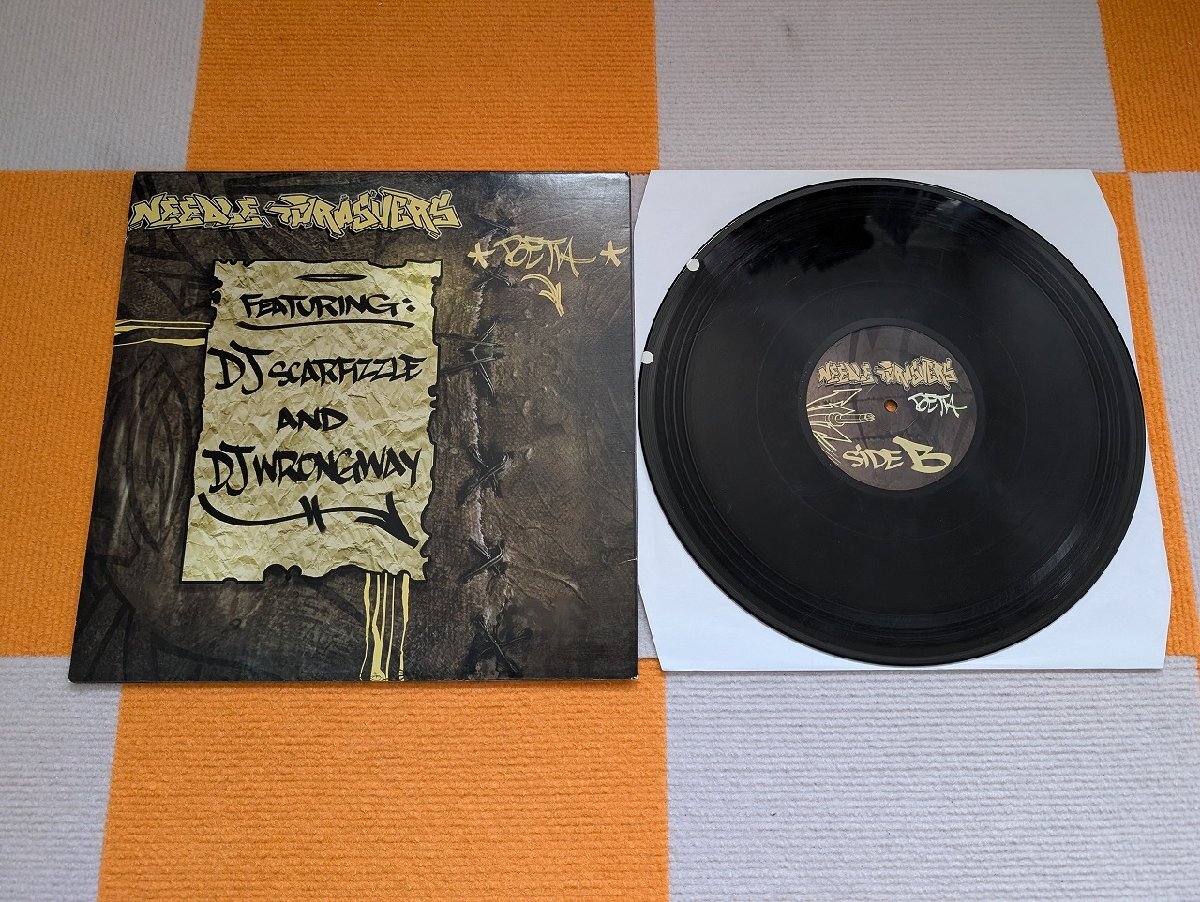 NEEDLE THRASHERS
* BETA *
FEATURING:
DJ SCARFIZZLE
AND
DJ WRONGWAY
NEEDLE THRASHERS
BETA
SIDE B